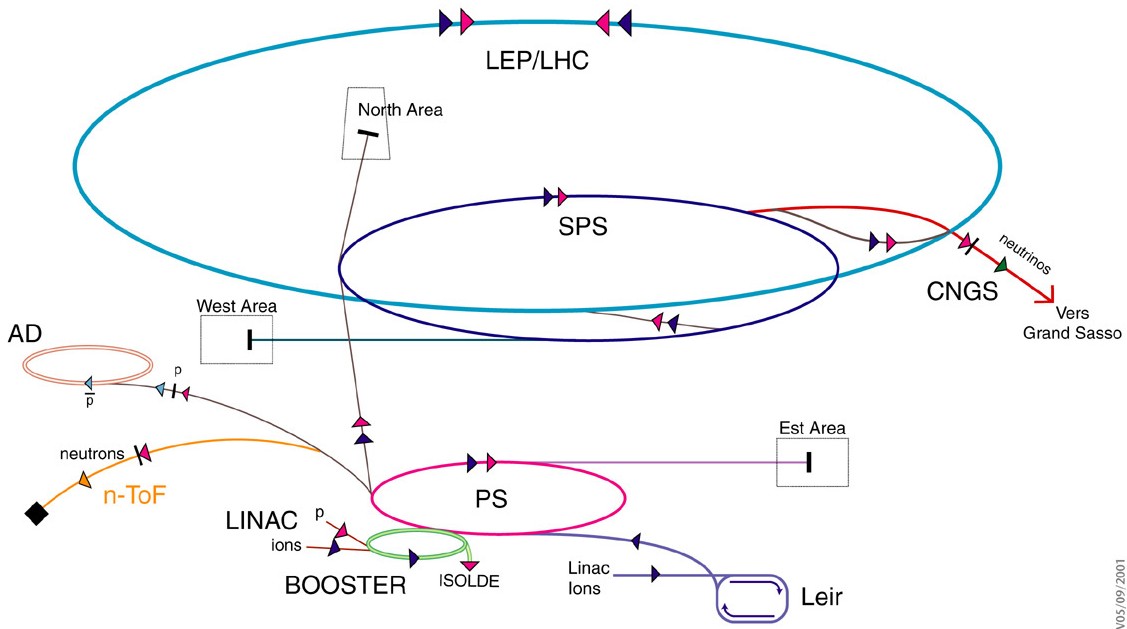 LEP/LHC
North Area
SPS
neutrinos
CNGS
Vers
Grand Sasso
West Area
AD
p
p
neutrons
n-ToF
Est Area
PS
LINAC
p
ions
BOOSTER
ISOLDE
Linac
Ions
Leir
V05/09/2001